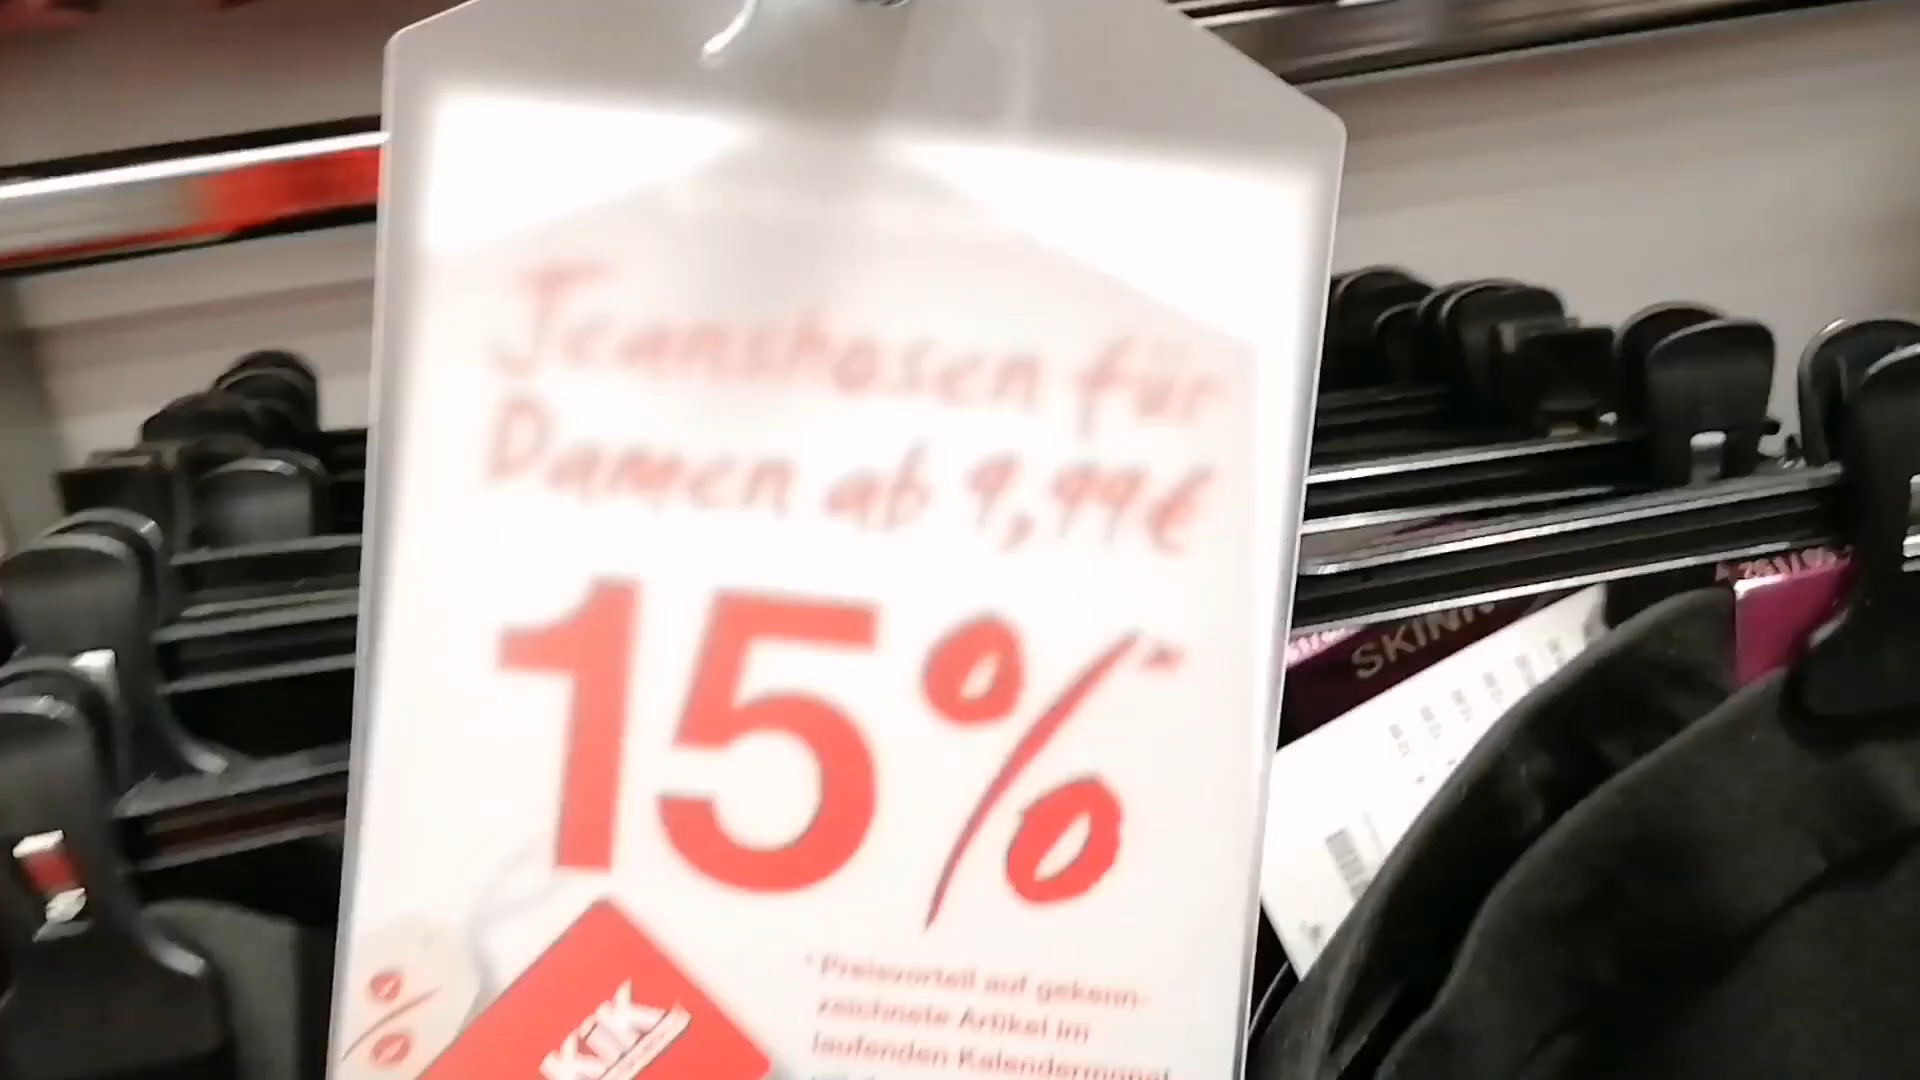 Jeanshosen für
Damen ab 9,99€
15%*
* Preisvorteil auf gekenn-
zeichnete Artikel im
laufenden Kalendermonat
KiK
SKINN